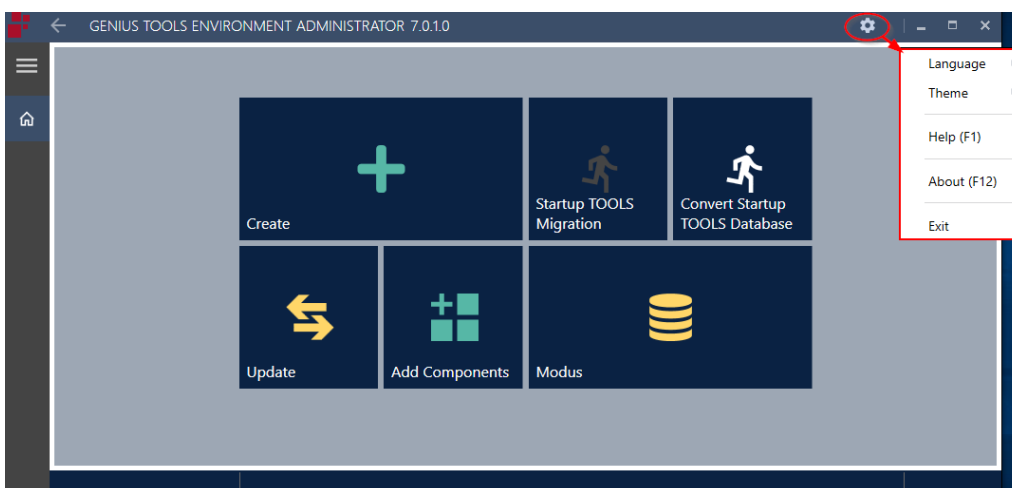 GENIUS TOOLS ENVIRONMENT ADMINISTRATOR 7.0.1.0
Language
Theme
Help (F1)
About (F12)
Exit
Create
Startup TOOLS
Migration
Convert Startup
TOOLS Database
Update
Add Components
Modus